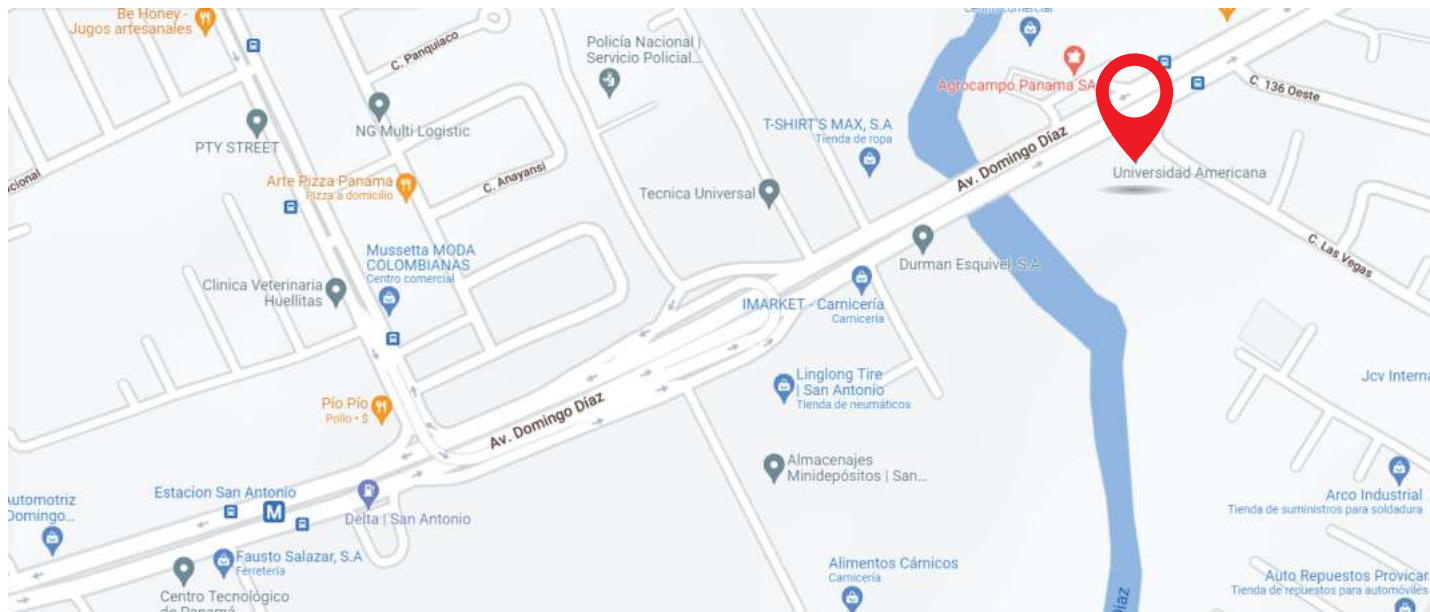 Be Honey -
Jugos artesanales
C. Panquiaco
Policía Nacional |
Servicio Policial...
Agrocampo Panama SA
C. 136 Oeste
PTY STREET
NG Multi Logistic
T-SHIRT'S MAX, S.A
Tienda de ropa
Av. Domingo Díaz
Universidad Americana
Arte Pizza Panama
Pizza a domicilio
C. Anayansi
Tecnica Universal
Mussetta MODA
COLOMBIANAS
Centro comercial
Durman Esquivel, S.A
C. Las Vegas
Clinica Veterinaria
Huellitas
IMARKET - Carnicería
Carnicería
Linglong Tire
| San Antonio
Tienda de neumáticos
Jcv Interna
Pío Pío
Pollo • $
Av. Domingo Díaz
Almacenajes
Minidepósitos | San...
Estacion San Antonio
M
Delta | San Antonio
Automotriz
Domingo...
Arco Industrial
Tienda de suministros para soldadura
Fausto Salazar, S.A
Ferretería
Alimentos Cárnicos
Carnicería
Auto Repuestos Provicar
Tienda de repuestos para automóviles
Centro Tecnológico
de Panamá